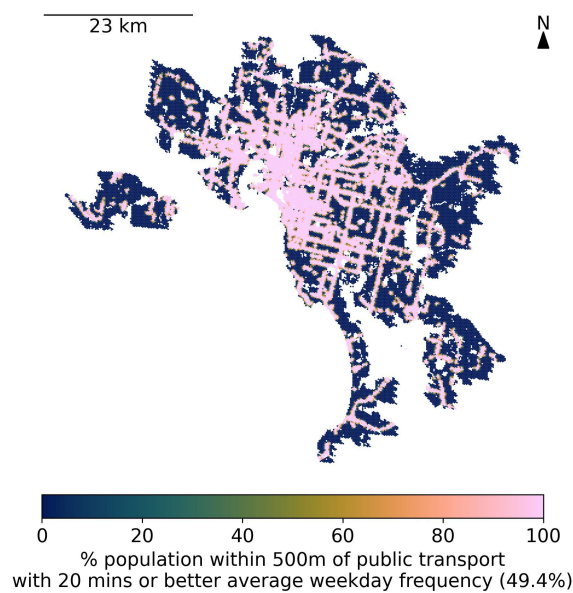 23 km
N
0 20 40 60 80 100
% population within 500m of public transport
with 20 mins or better average weekday frequency (49.4%)